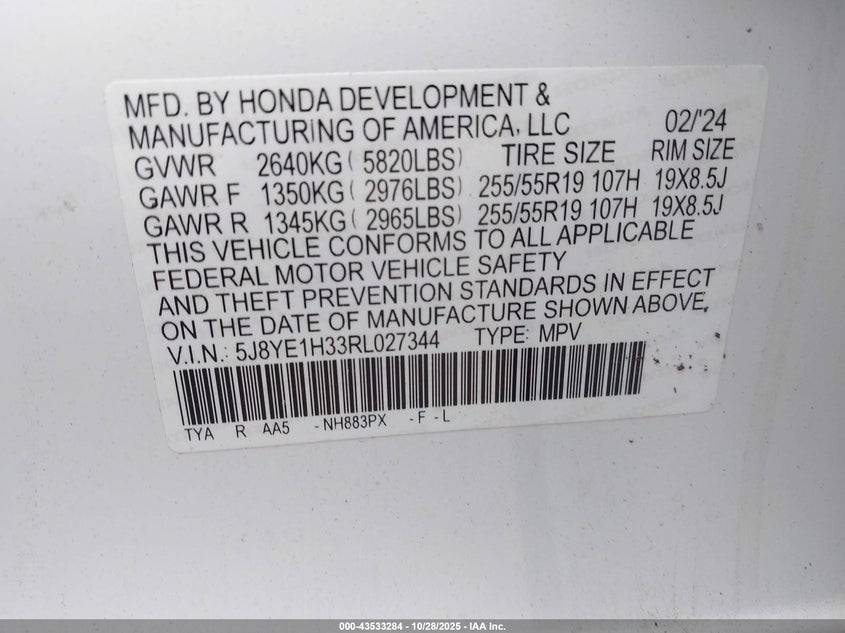 MFD. BY HONDA DEVELOPMENT &
MANUFACTURING OF AMERICA, LLC 02/'24
GVWR 2640KG ( 5820LBS) TIRE SIZE RIM SIZE
GAWR F 1350KG ( 2976LBS) 255/55R19 107H 19X8.5J
GAWR R 1345KG ( 2965LBS) 255/55R19 107H 19X8.5J
THIS VEHICLE CONFORMS TO ALL APPLICABLE
FEDERAL MOTOR VEHICLE SAFETY
AND THEFT PREVENTION STANDARDS IN EFFECT
ON THE DATE OF MANUFACTURE SHOWN ABOVE.
V.I.N.: 5J8YE1H33RL027344 TYPE: MPV
TYA R AA5 -NH883PX -F -L
000-43533284 - 10/28/2025 - IAA Inc.